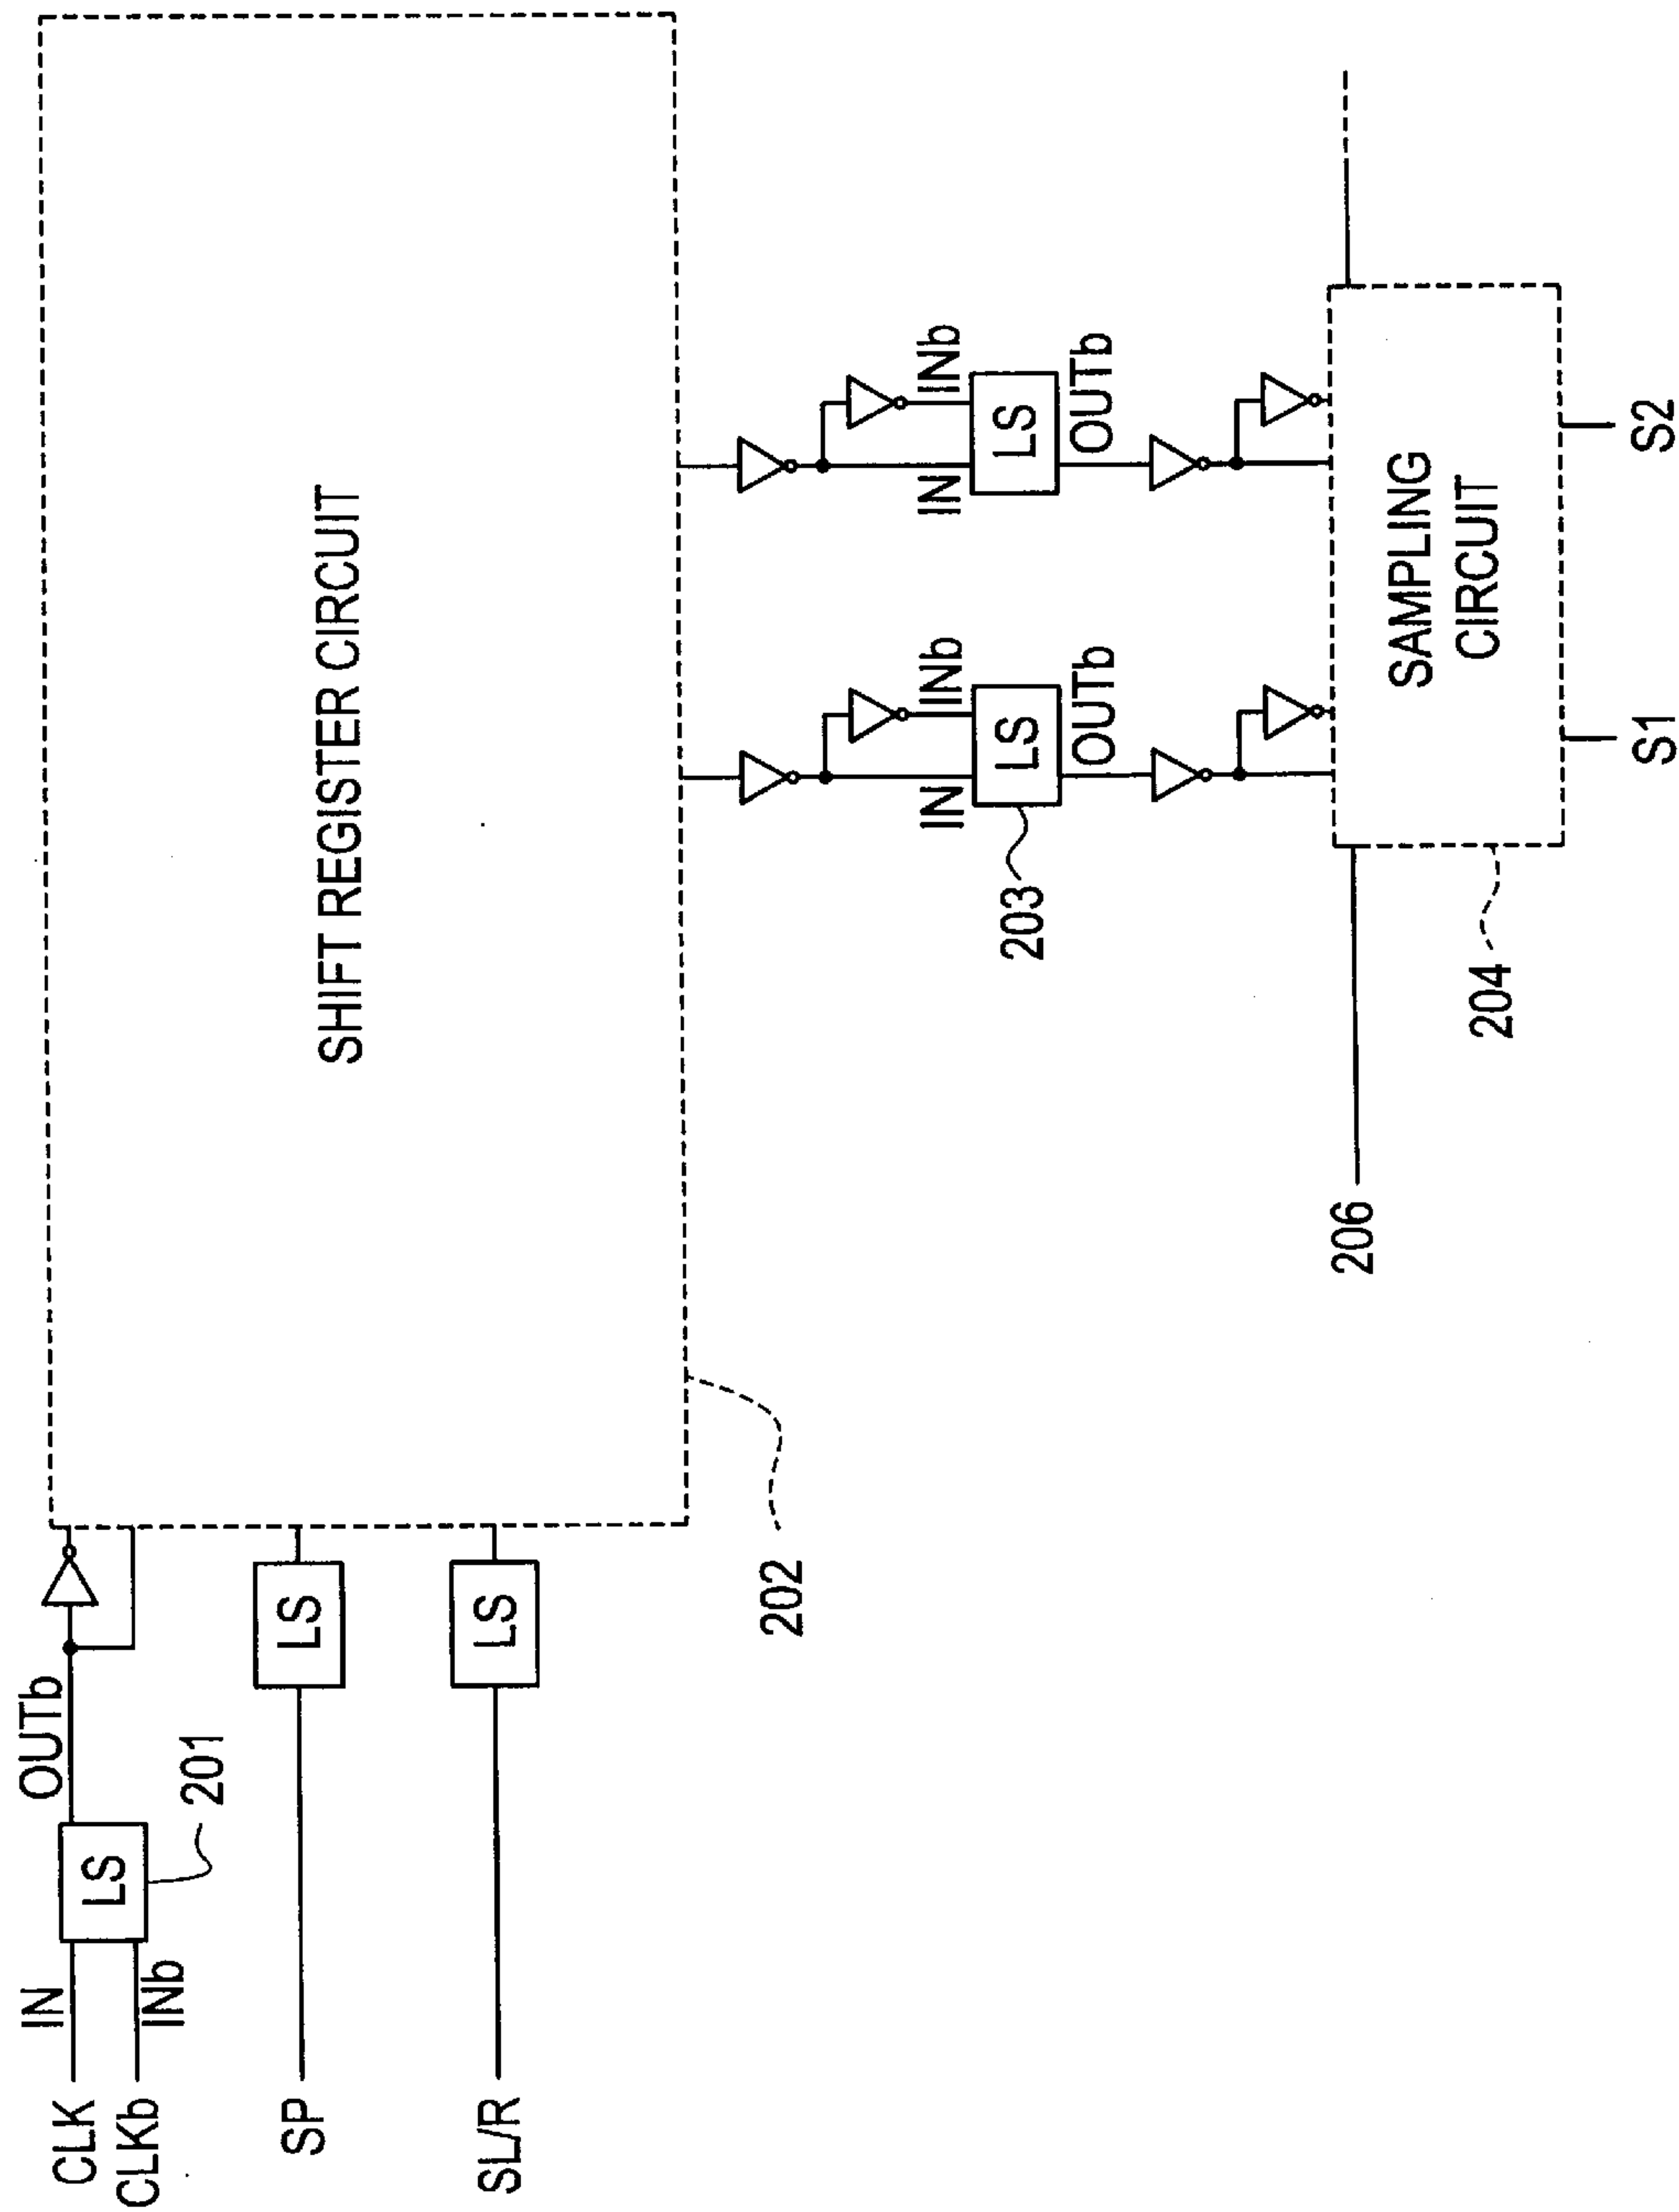 CLK
IN
CLKb
INb
LS
201
OUTb
SP
LS
SL/R
LS
202
SHIFT REGISTER CIRCUIT
IN
INb
LS
OUTb
203
IN
INb
LS
OUTb
206
SAMPLING
CIRCUIT
204
S1
S2